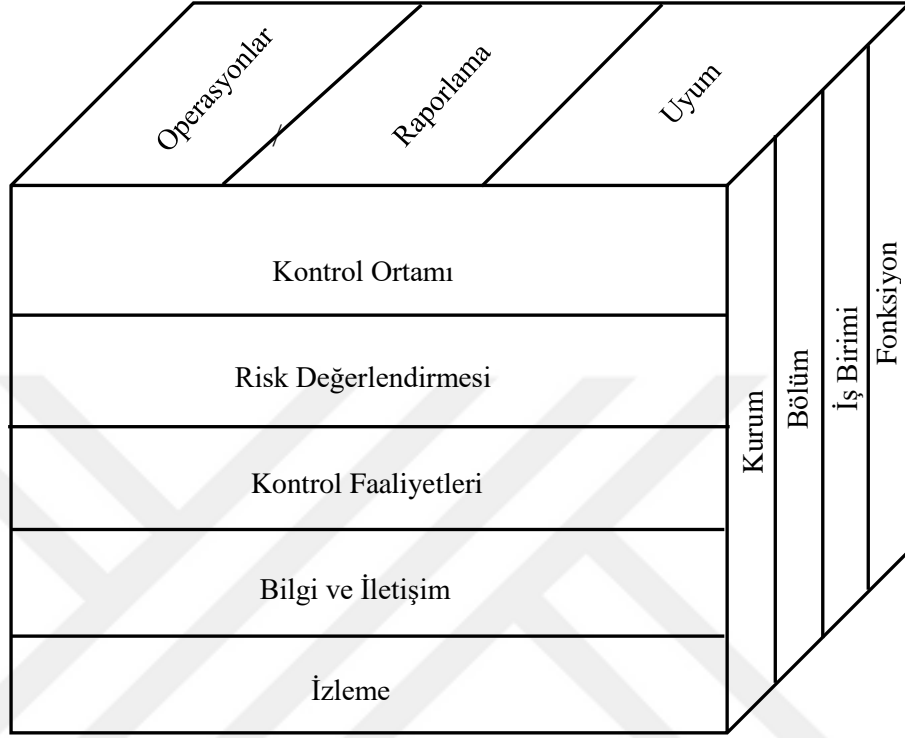 Operasyonlar
Raporlama
Uyum
Kontrol Ortamı
Risk Değerlendirmesi
Kontrol Faaliyetleri
Bilgi ve İletişim
İzleme
Kurum
Bölüm
İş Birimi
Fonksiyon